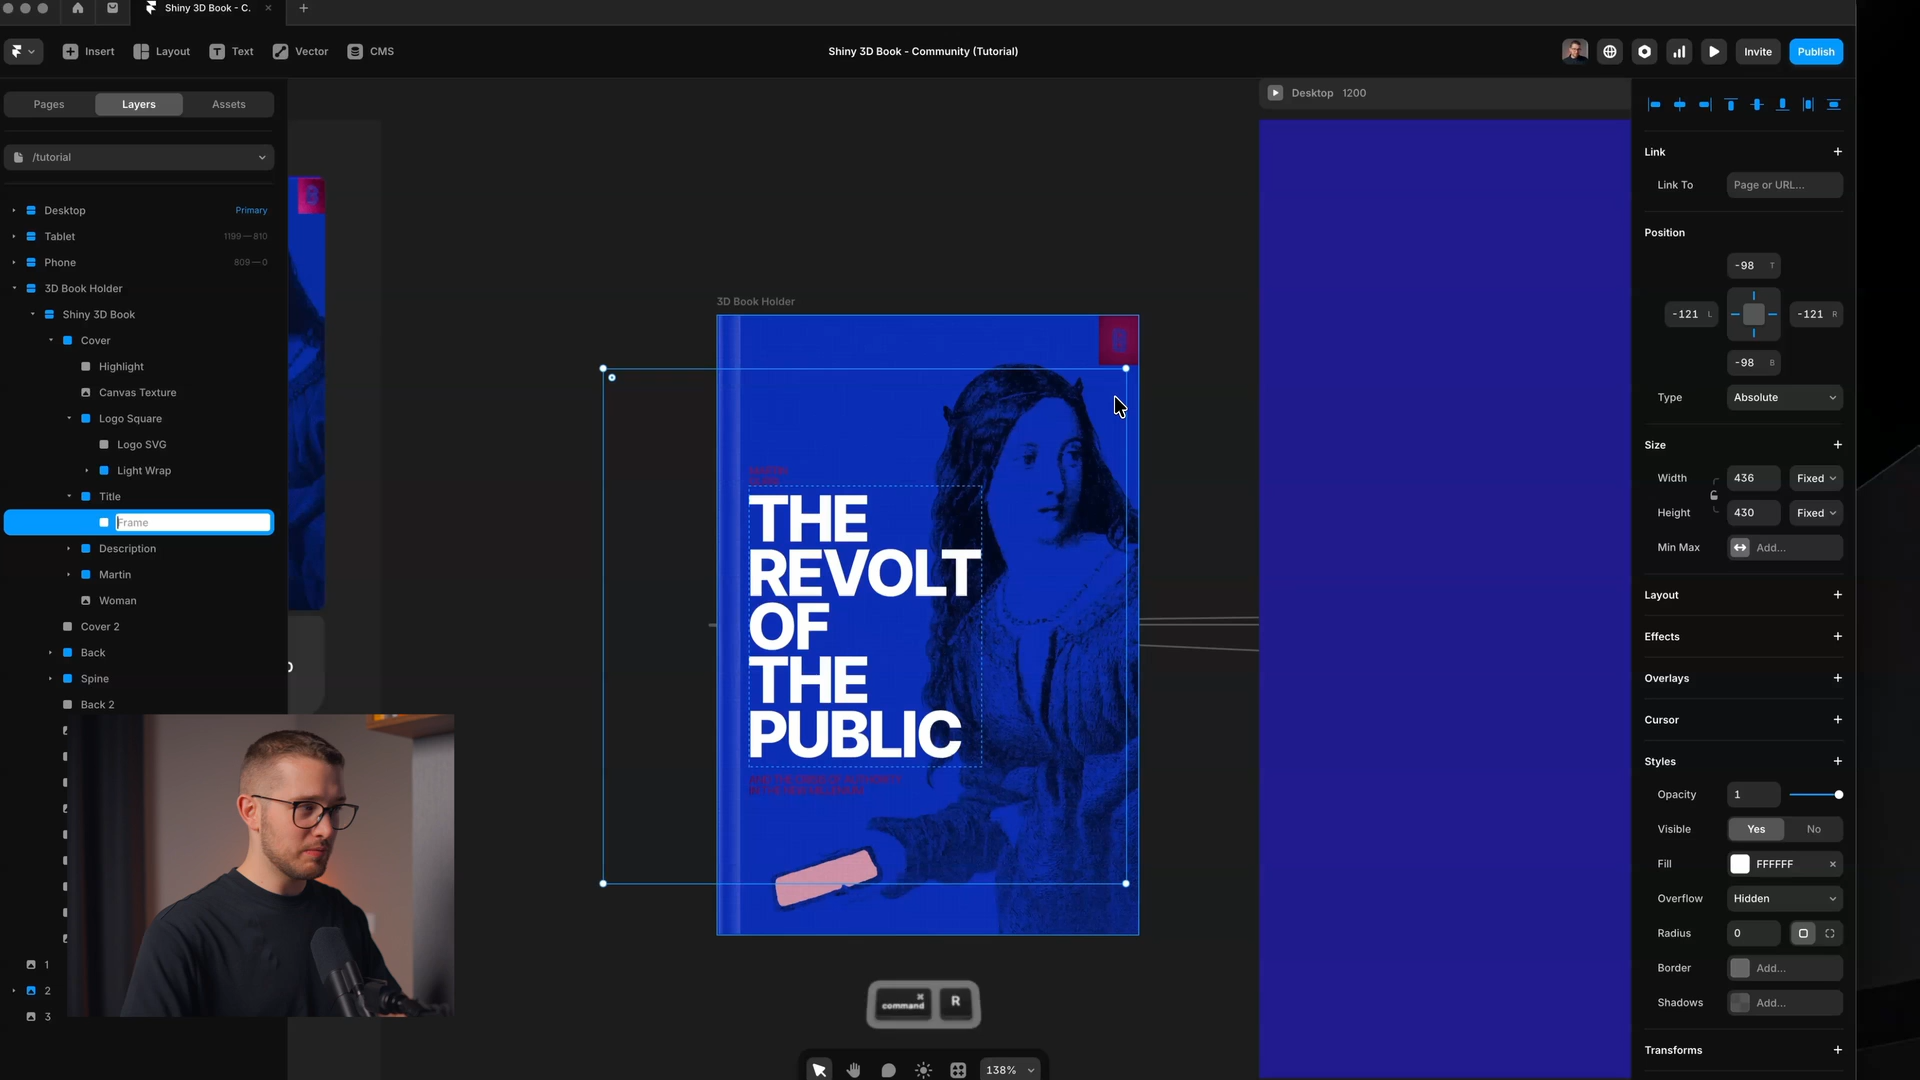 Shiny 3D Book - C.
Insert
Layout
Text
Vector
CMS
Shiny 3D Book - Community (Tutorial)
Invite
Publish
Pages
Layers
Assets
/tutorial
Desktop
Primary
Tablet
1199—810
Phone
809—0
3D Book Holder
Shiny 3D Book
Cover
Highlight
Canvas Texture
Logo Square
Logo SVG
Light Wrap
Title
Frame
Description
Martin
Woman
Cover 2
Back
Spine
Back 2
1
2
3
Desktop 1200
3D Book Holder
THE
REVOLT
OF
THE
PUBLIC
command
R
138%
Link
Link To
Page or URL...
Position
-98 T
-121 L
-121 R
-98 B
Type
Absolute
Size
Width
436
Fixed
Height
430
Fixed
Min Max
Add...
Layout
Effects
Overlays
Cursor
Styles
Opacity
1
Visible
Yes
No
Fill
FFFFFF
Overflow
Hidden
Radius
0
Border
Add...
Shadows
Add...
Transforms